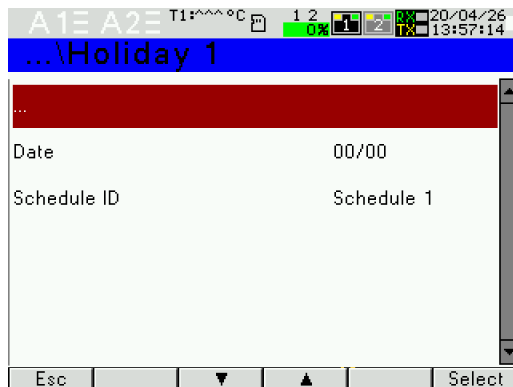 A1 A2 T1:^^^°C 1 2 0% 1 2 RX TX 20/04/26 13:57:14
...\Holiday 1
...
Date 00/00
Schedule ID Schedule 1
Esc ▼ ▲ Select